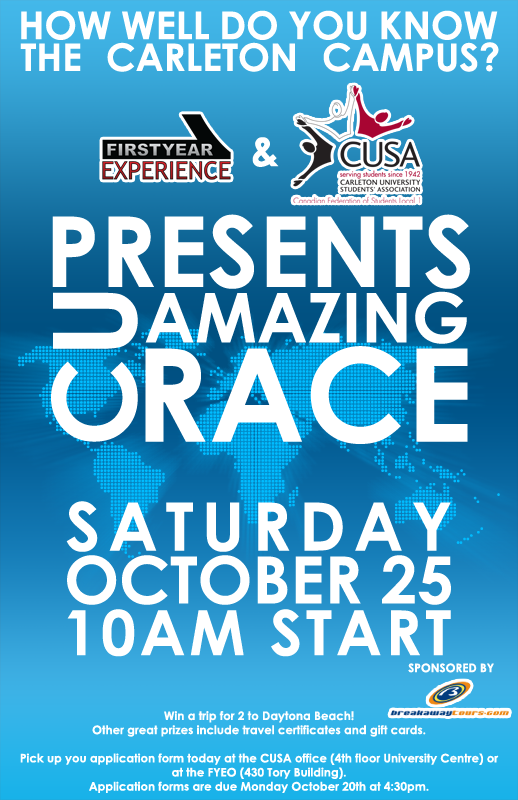 HOW WELL DO YOU KNOW
THE CARLETON CAMPUS?
FIRSTYEAR
EXPERIENCE
&
CUSA
serving students since 1942
CARLETON UNIVERSITY
STUDENTS' ASSOCIATION
Canadian Federation of Students Local 1
PRESENTS
CU
AMAZING
RACE
SATURDAY
OCTOBER 25
10AM START
SPONSORED BY
breakawaytours.com
Win a trip for 2 to Daytona Beach!
Other great prizes include travel certificates and gift cards.
Pick up you application form today at the CUSA office (4th floor University Centre) or
at the FYEO (430 Tory Building).
Application forms are due Monday October 20th at 4:30pm.